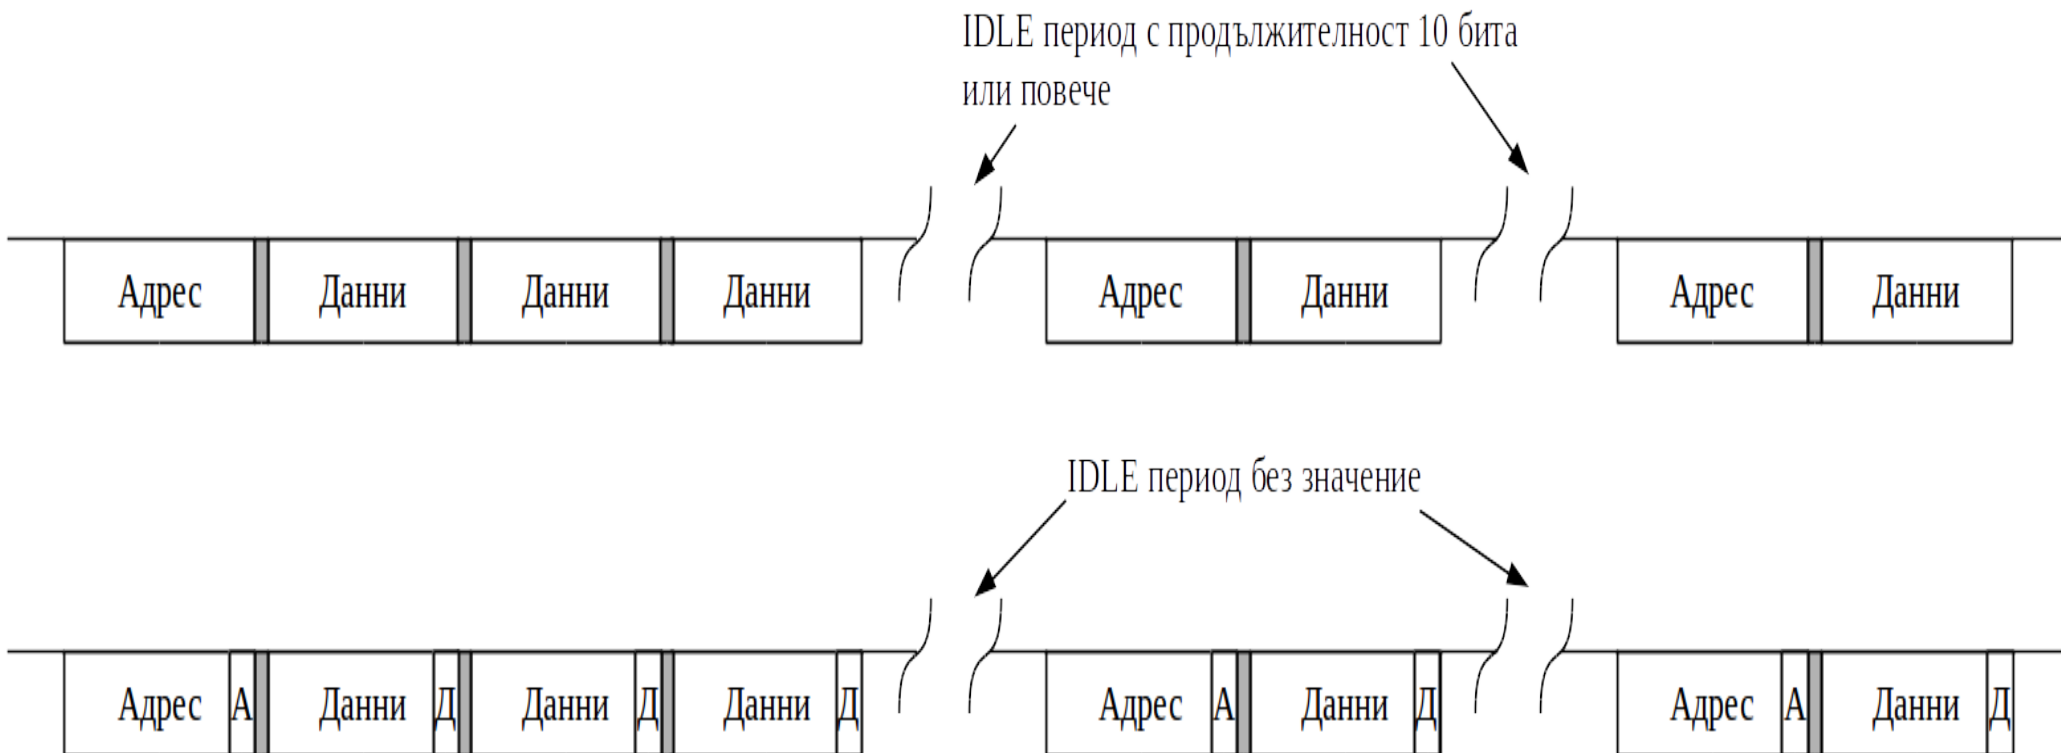 IDLE период с продължителност 10 бита
или повече
Адрес Данни Данни Данни Адрес Данни Адрес Данни
IDLE период без значение
Адрес А Данни Д Данни Д Данни Д Адрес А Данни Д Адрес А Данни Д